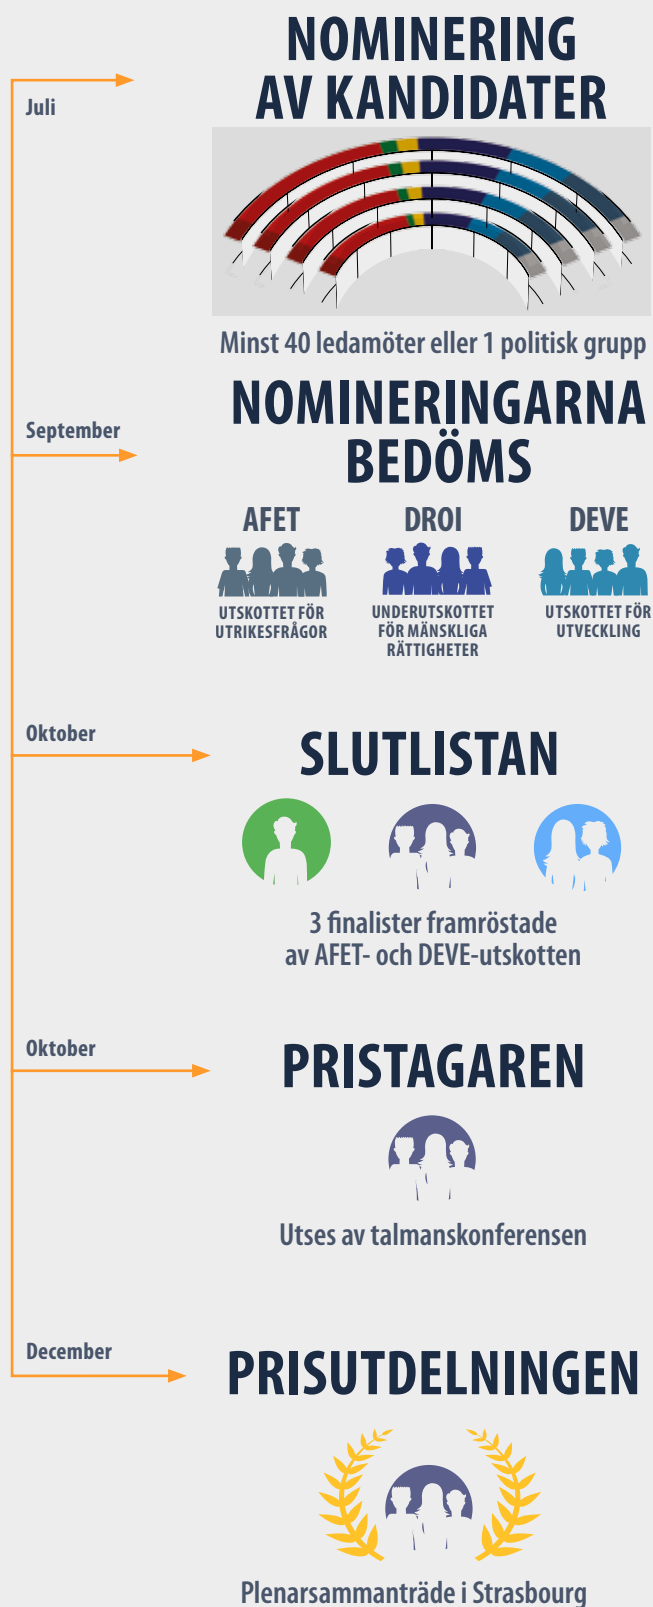 NOMINERING
AV KANDIDATER
Juli
Minst 40 ledamöter eller 1 politisk grupp
NOMINERINGARNA
BEDÖMS
September
AFET
UTSKOTTET FÖR
UTRIKESFRÅGOR
DROI
UNDERUTSKOTTET
FÖR MÄNSKLIGA
RÄTTIGHETER
DEVE
UTSKOTTET FÖR
UTVECKLING
Oktober
SLUTLISTAN
3 finalister framröstade
av AFET- och DEVE-utskotten
Oktober
PRISTAGAREN
Utses av talmanskonferensen
December
PRISUTDELNINGEN
Plenarsammanträde i Strasbourg